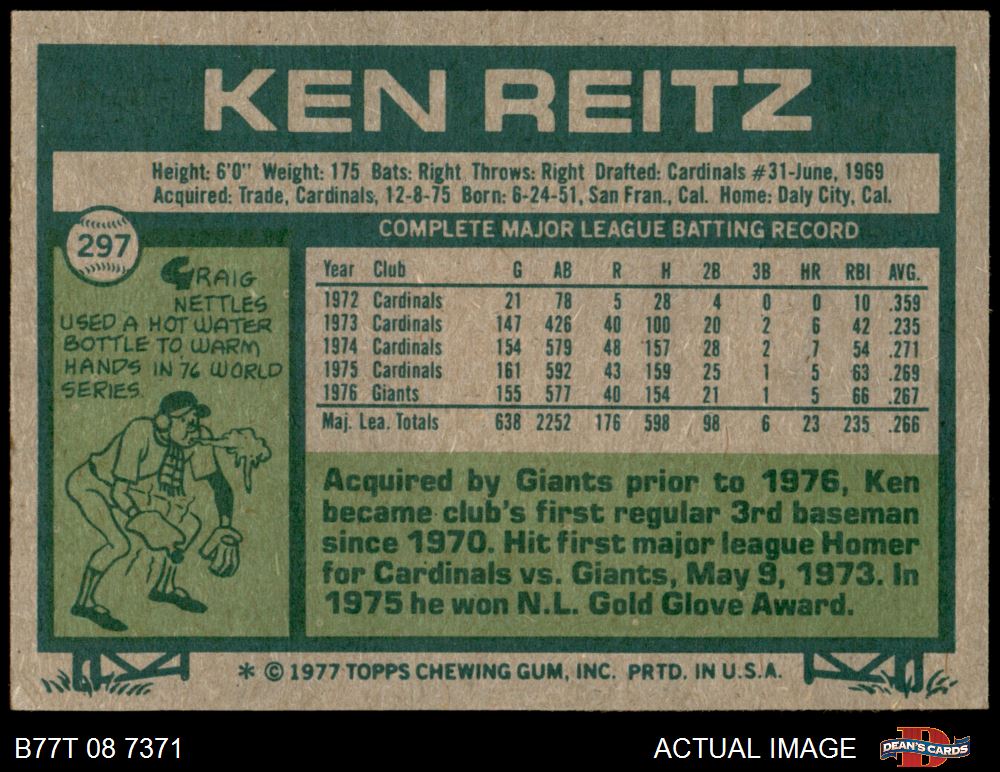 KEN REITZ
Height: 6'0" Weight: 175 Bats: Right Throws: Right Drafted: Cardinals #31-June, 1969
Acquired: Trade, Cardinals, 12-8-75 Born: 6-24-51, San Fran., Cal. Home: Daly City, Cal.
297
GRAIG
NETTLES
USED A HOT WATER
BOTTLE TO WARM
HANDS IN '76 WORLD
SERIES.
COMPLETE MAJOR LEAGUE BATTING RECORD
Year Club G AB R H 2B 3B HR RBI AVG.
1972 Cardinals 21 78 5 28 4 0 0 10 .359
1973 Cardinals 147 426 40 100 20 2 6 42 .235
1974 Cardinals 154 579 48 157 28 2 7 54 .271
1975 Cardinals 161 592 43 159 25 1 5 63 .269
1976 Giants 155 577 40 154 21 1 5 66 .267
Maj. Lea. Totals 638 2252 176 598 98 6 23 235 .266
Acquired by Giants prior to 1976, Ken
became club's first regular 3rd baseman
since 1970. Hit first major league Homer
for Cardinals vs. Giants, May 9, 1973. In
1975 he won N.L. Gold Glove Award.
* © 1977 TOPPS CHEWING GUM, INC. PRTD. IN U.S.A.
B77T 08 7371
ACTUAL IMAGE
D
DEAN'S CARDS